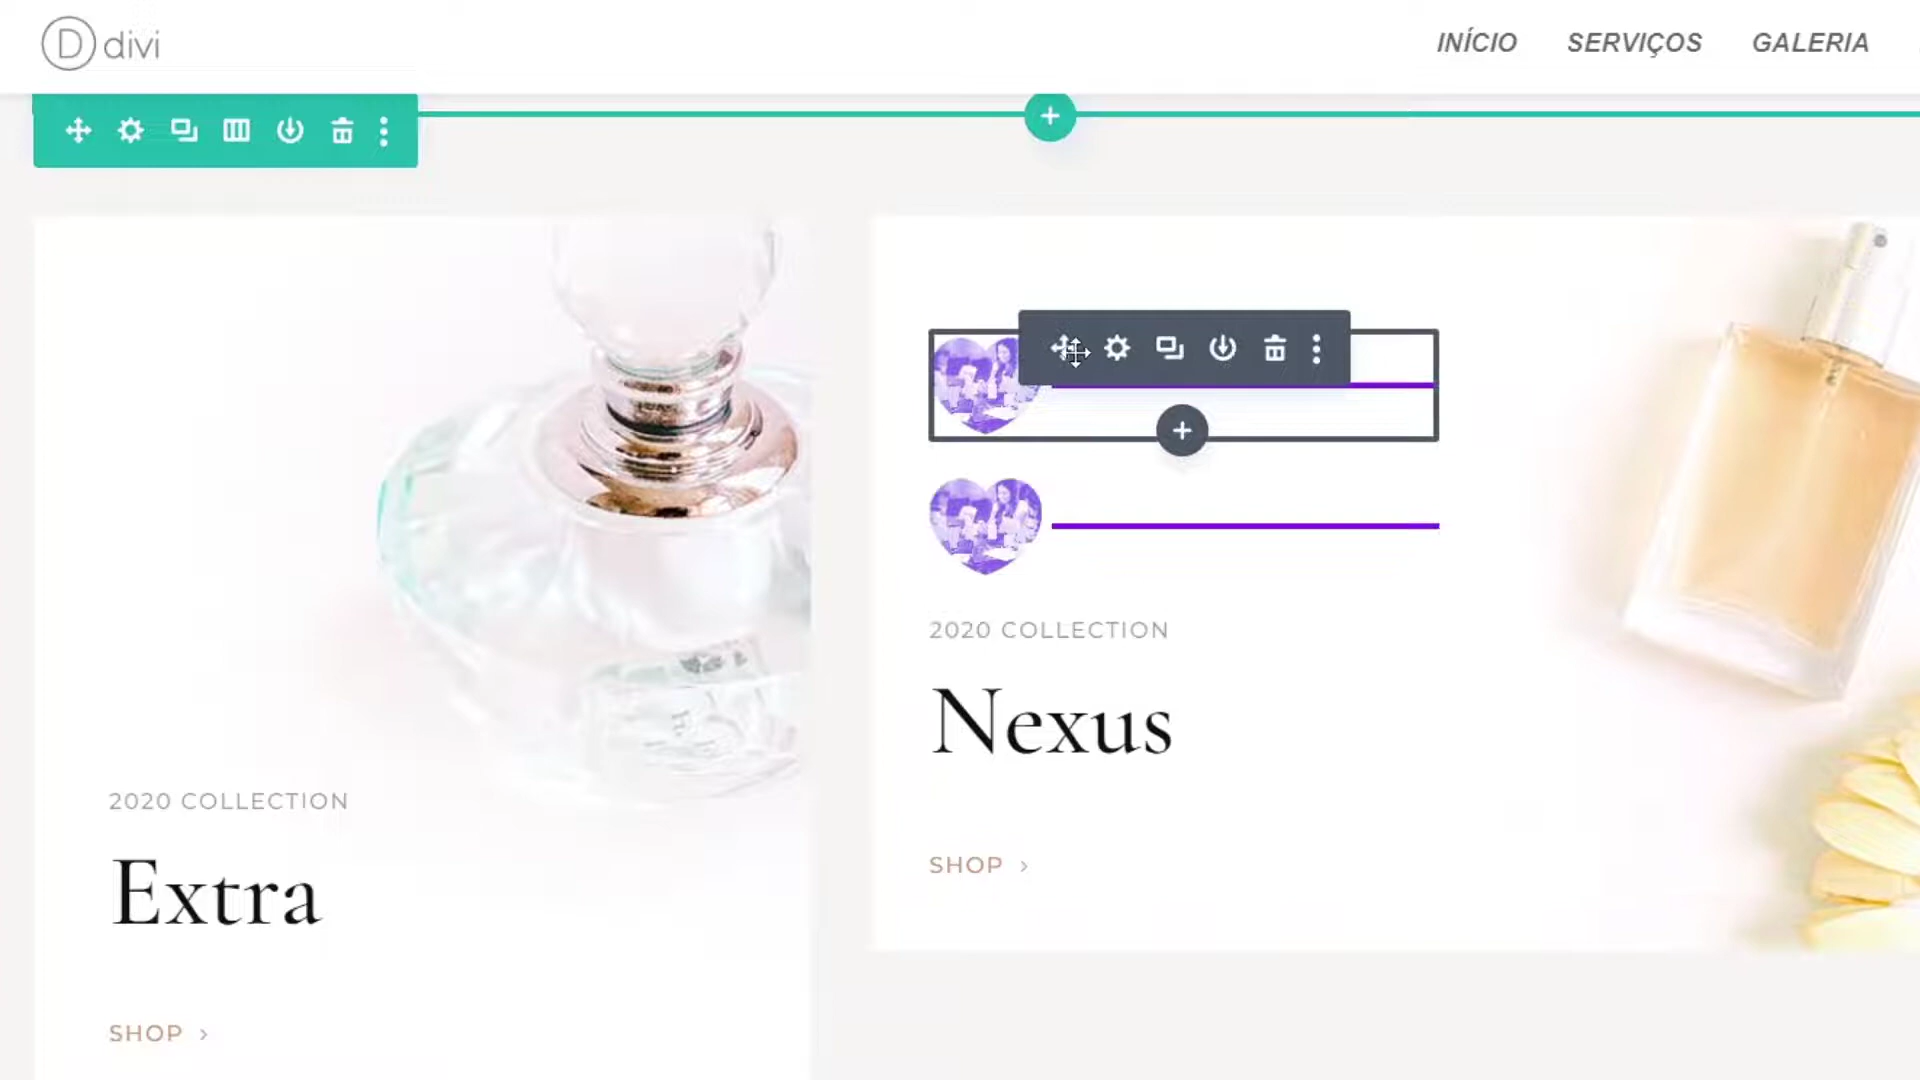 D divi
INÍCIO SERVIÇOS GALERIA
2020 COLLECTION
Nexus
SHOP >
2020 COLLECTION
Extra
SHOP >